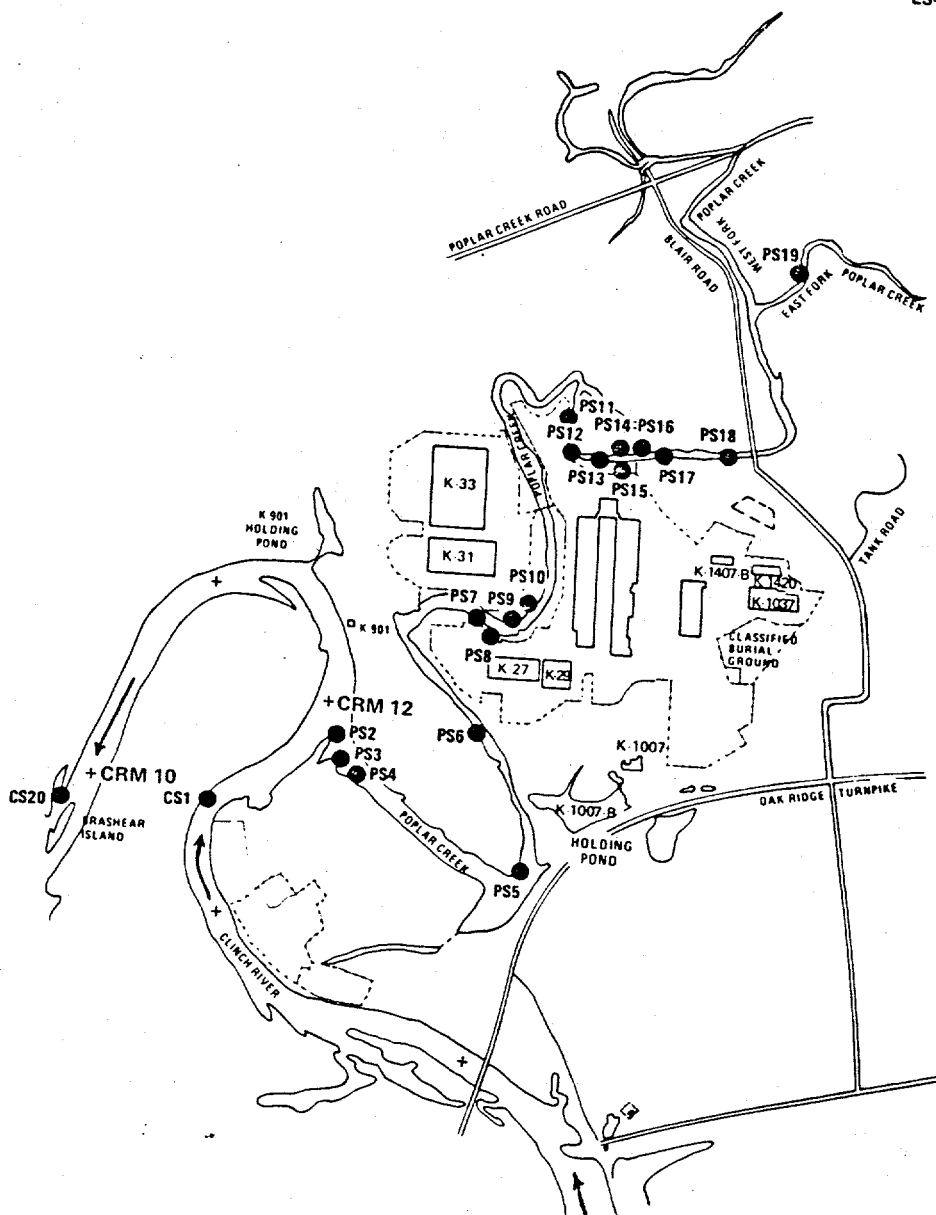 POPLAR CREEK ROAD
POPLAR CREEK
WEST FORK
BLAIR ROAD
PS19
EAST FORK
POPLAR CREEK
PS11
PS12
PS14
PS16
PS18
PS13
PS15
PS17
POPLAR CREEK
K-33
K 901
HOLDING
POND
K-31
TANK ROAD
K-1407-B
K-1420
K-1037
PS10
PS7
PS9
PS8
K 901
K-27
K-29
CLASSIFIED
BURIAL
GROUND
+CRM 12
PS2
PS3
PS4
PS6
K-1007
+CRM 10
CS20
CS1
BRASHEAR
ISLAND
K-1007-B
HOLDING
POND
OAK RIDGE TURNPIKE
POPLAR CREEK
PS5
CLINCH RIVER